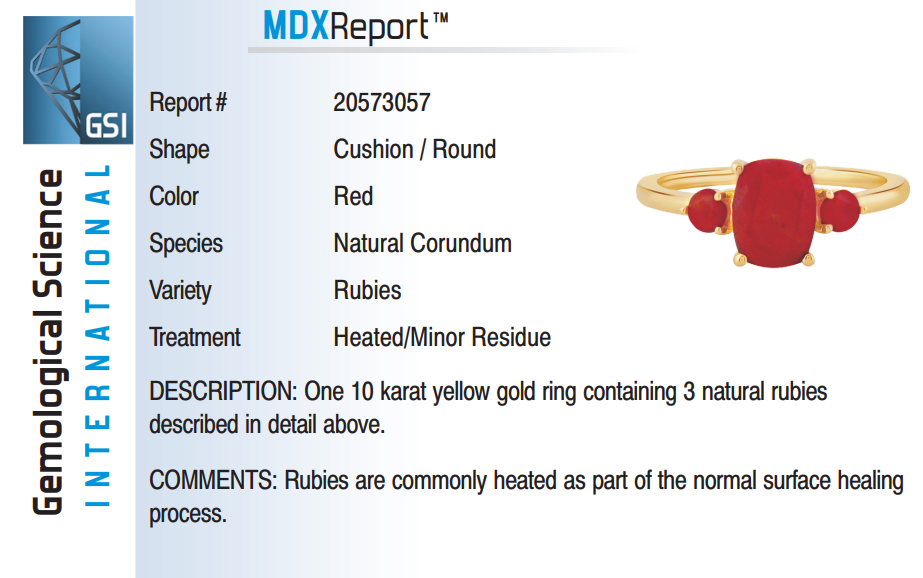 MDXReport™
GSI
Gemological Science
INTERNATIONAL
Report # 20573057
Shape Cushion / Round
Color Red
Species Natural Corundum
Variety Rubies
Treatment Heated/Minor Residue
DESCRIPTION: One 10 karat yellow gold ring containing 3 natural rubies
described in detail above.
COMMENTS: Rubies are commonly heated as part of the normal surface healing
process.